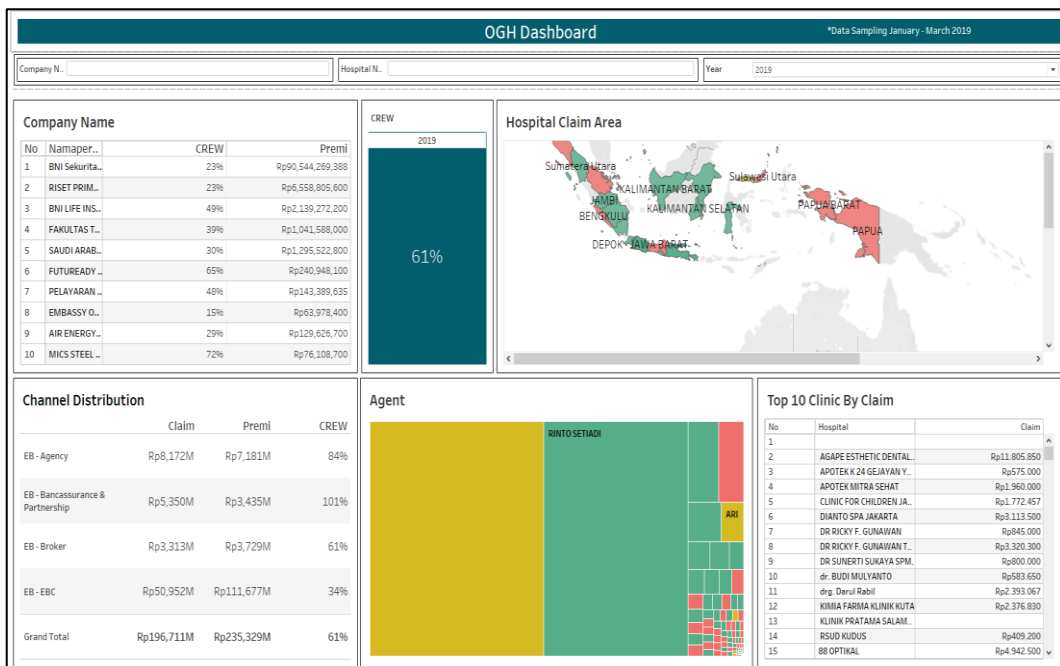 OGH Dashboard
*Data Sampling January - March 2019
Company N..
Hospital N..
Year
2019
Company Name
No Namaper.. CREW Premi
1 BNI Sekurita.. 23% Rp90,544,269,388
2 RISET PRIM.. 23% Rp6,558,805,600
3 BNI LIFE INS.. 49% Rp2,139,272,200
4 FAKULTAS T.. 39% Rp1,041,588,000
5 SAUDI ARAB.. 30% Rp1,295,522,800
6 FUTUREADY .. 65% Rp240,948,100
7 PELAYARAN .. 48% Rp143,389,635
8 EMBASSY O.. 15% Rp63,978,400
9 AIR ENERGY.. 29% Rp129,626,700
10 MICS STEEL .. 72% Rp76,108,700
CREW
2019
61%
Hospital Claim Area
Sumatera Utara
Sulawesi Utara
KALIMANTAN BARAT
JAMBI
KALIMANTAN SELATAN
PAPUA BARAT
BENGKULU
PAPUA
DEPOK - JAWA BARAT
Channel Distribution
Claim Premi CREW
EB - Agency Rp8,172M Rp7,181M 84%
EB - Bancassurance &
Partnership Rp5,350M Rp3,435M 101%
EB - Broker Rp3,313M Rp3,729M 61%
EB - EBC Rp50,952M Rp111,677M 34%
Grand Total Rp196,711M Rp235,329M 61%
Agent
RINTO SETIADI
ARI
Top 10 Clinic By Claim
No Hospital Claim
1
2 AGAPE ESTHETIC DENTAL.. Rp11.805.850
3 APOTEK K 24 GEJAYAN Y.. Rp575.000
4 APOTEK MITRA SEHAT Rp1.960.000
5 CLINIC FOR CHILDREN JA.. Rp1.772.457
6 DIANTO SPA JAKARTA Rp3.113.500
7 DR RICKY F. GUNAWAN Rp845.000
8 DR RICKY F. GUNAWAN T.. Rp3.320.300
9 DR SUNERTI SUKAYA SPM, Rp800.000
10 dr. BUDI MULYANTO Rp583.650
11 drg. Darul Rabil Rp2.393.067
12 KIMIA FARMA KLINIK KUTA Rp2.376.830
13 KLINIK PRATAMA SALAM..
14 RSUD KUDUS Rp409.200
15 88 OPTIKAL Rp4.942.500